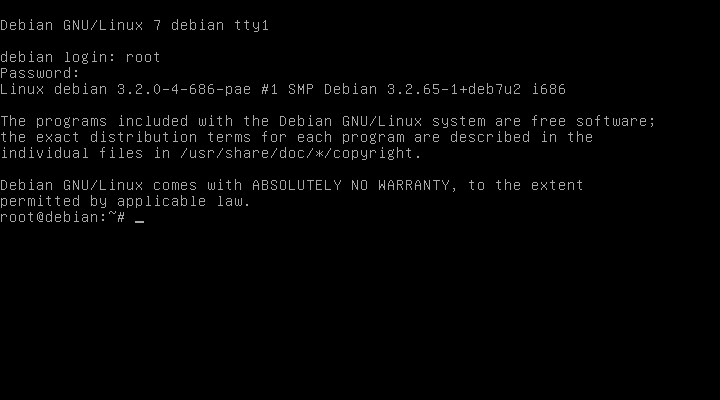 Debian GNU/Linux 7 debian tty1
debian login: root
Password:
Linux debian 3.2.0-4-686-pae #1 SMP Debian 3.2.65-1+deb7u2 i686
The programs included with the Debian GNU/Linux system are free software;
the exact distribution terms for each program are described in the
individual files in /usr/share/doc/*/copyright.
Debian GNU/Linux comes with ABSOLUTELY NO WARRANTY, to the extent
permitted by applicable law.
root@debian:~# _